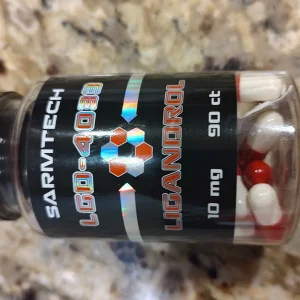 SARMTECH
LGD-4033
LIGANDROL
10 mg 90 ct